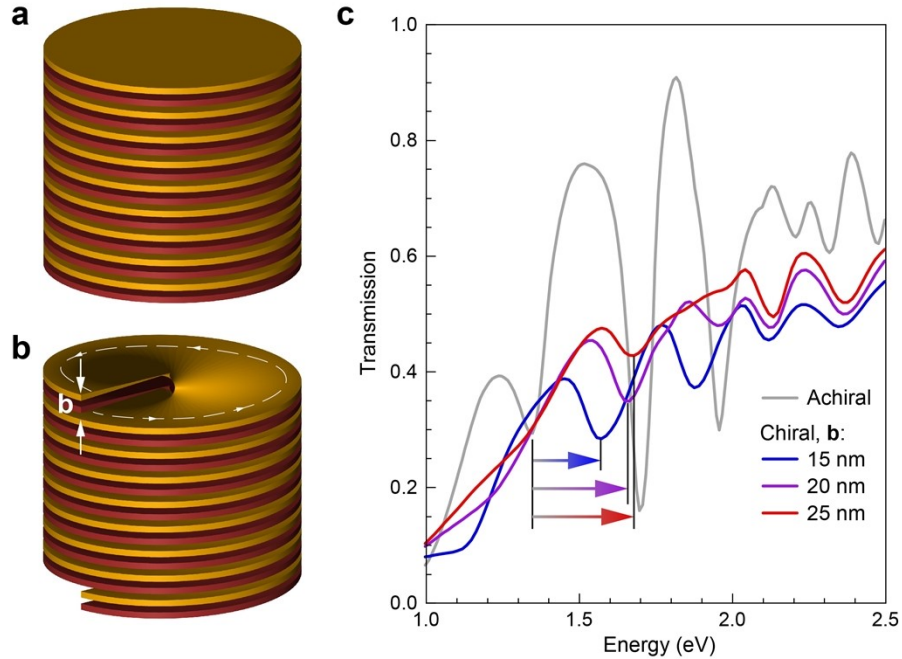 a
b
b
c
Transmission
1.0
0.8
0.6
0.4
0.2
0.0
1.0
1.5
2.0
2.5
Energy (eV)
Achiral
Chiral, b:
15 nm
20 nm
25 nm